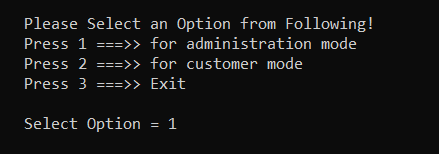 Please Select an Option from Following!
Press 1 ===>> for administration mode
Press 2 ===>> for customer mode
Press 3 ===>> Exit
Select Option = 1